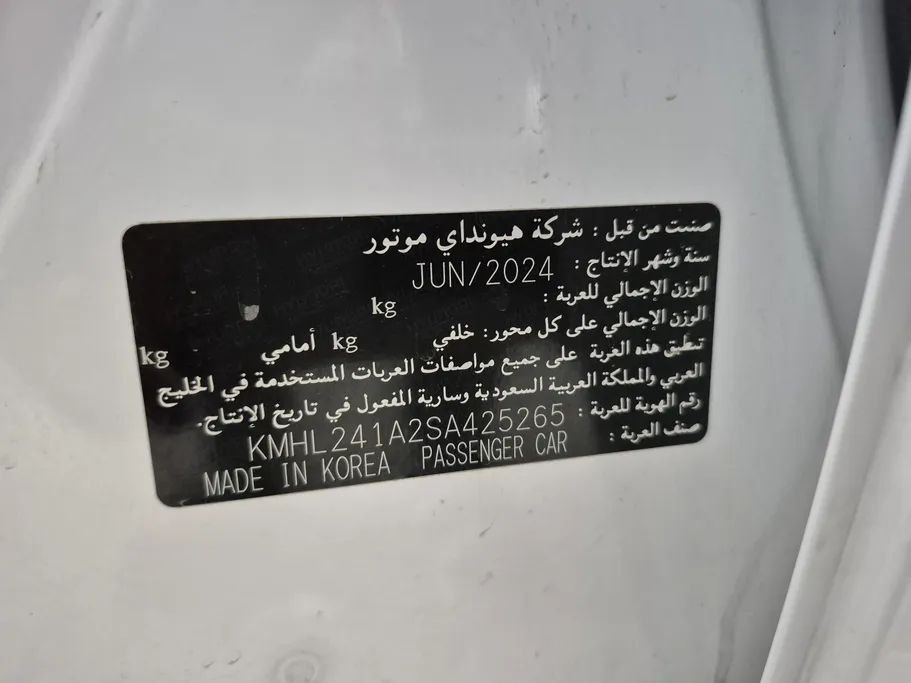 صنعت من قبل : شركة هيونداي موتور
سنة وشهر الإنتاج : JUN/2024
الوزن الإجمالي للعربة : kg
الوزن الإجمالي على كل محور: خلفي kg أمامي kg
تنطبق هذه العربة على جميع مواصفات العربات المستخدمة في الخليج
العربي والمملكة العربية السعودية وسارية المفعول في تاريخ الإنتاج.
رقم الهوية للعربة : KMHL241A2SA425265
صنف العربة : PASSENGER CAR
MADE IN KOREA